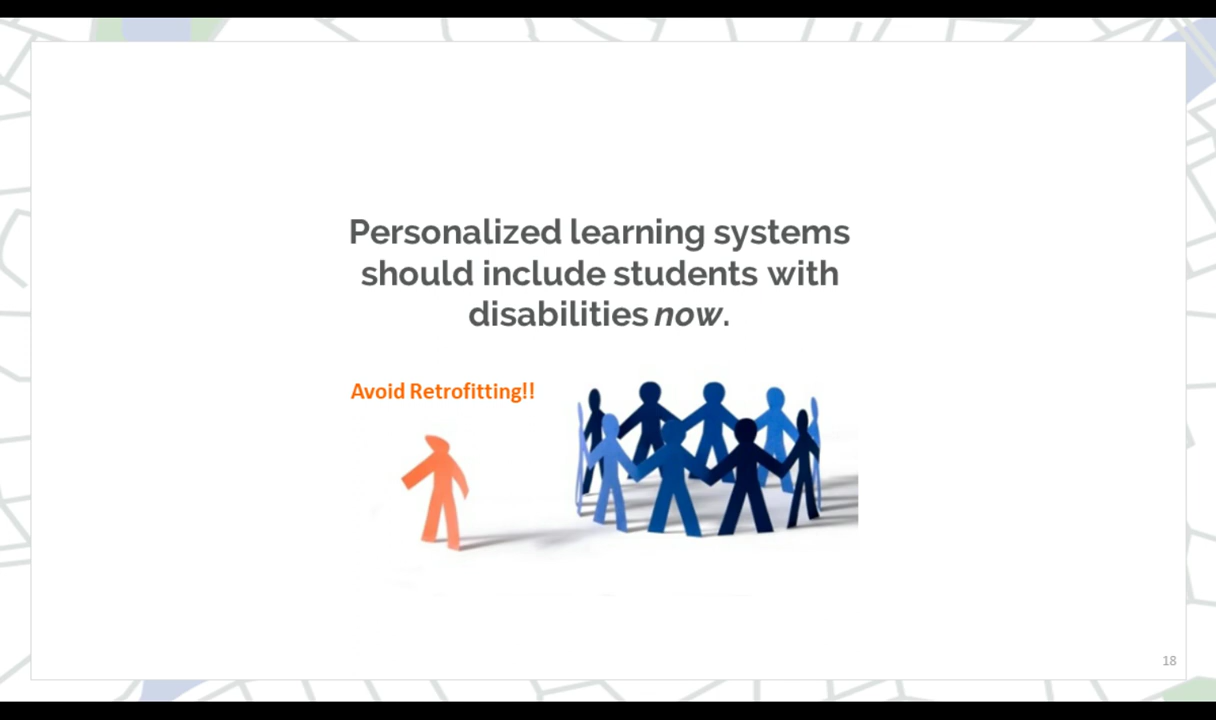 Personalized learning systems
should include students with
disabilities now.
Avoid Retrofitting!!
18